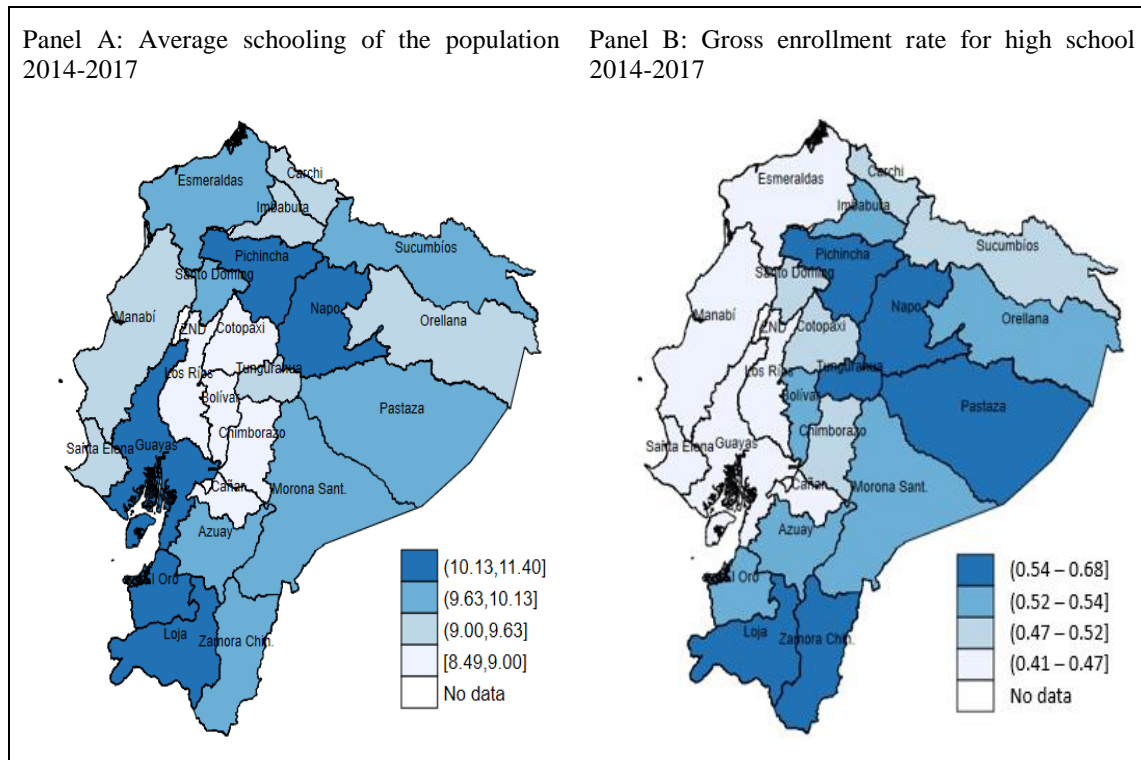 Panel A: Average schooling of the population
2014-2017
Esmeraldas
Carchi
Imbabura
Sucumbíos
Pichincha
Santo Doming
Napo
Orellana
Manabí
ZND
Cotopaxi
Los Ríos
Tungurahua
Bolívar
Pastaza
Chimborazo
Guayas
Santa Elena
Cañar
Morona Sant.
Azuay
El Oro
Loja
Zamora Chin.
(10.13,11.40]
(9.63,10.13]
(9.00,9.63]
[8.49,9.00]
No data
Panel B: Gross enrollment rate for high school
2014-2017
Esmeraldas
Carchi
Imbabura
Sucumbíos
Pichincha
Santo Doming
Napo
Orellana
Manabí
ZND
Cotopaxi
Los Ríos
Tungurahua
Bolívar
Pastaza
Chimborazo
Guayas
Santa Elena
Cañar
Morona Sant.
Azuay
El Oro
Loja
Zamora Chin.
(0.54 – 0.68]
(0.52 – 0.54]
(0.47 – 0.52]
(0.41 – 0.47]
No data